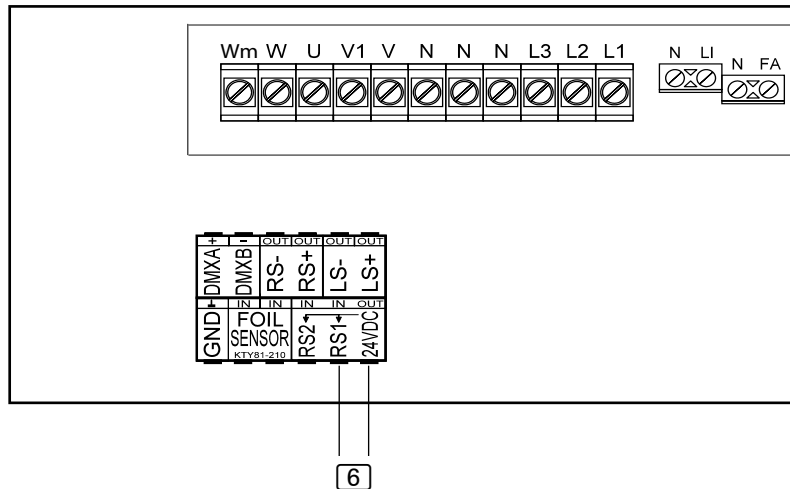 Wm W U V1 V N N N L3 L2 L1
N LI
N FA
+ - OUT OUT OUT OUT
DMXA DMXB RS- RS+ LS- LS+
⊥ IN IN IN IN OUT
GND FOIL SENSOR KTY81-210 RS2 RS1 24VDC
6